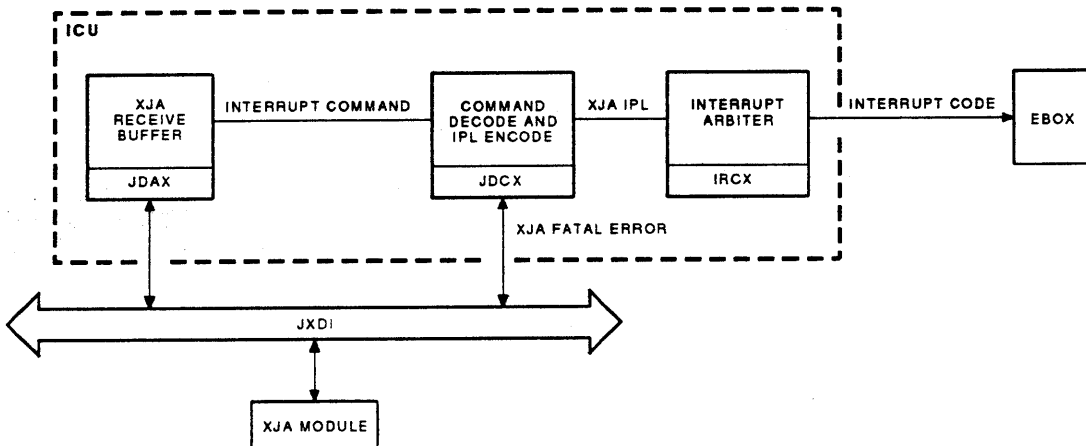 ICU
XJA
RECEIVE
BUFFER
JDAX
INTERRUPT COMMAND
COMMAND
DECODE AND
IPL ENCODE
JDCX
XJA IPL
INTERRUPT
ARBITER
IRCX
INTERRUPT CODE
EBOX
XJA FATAL ERROR
JXDI
XJA MODULE